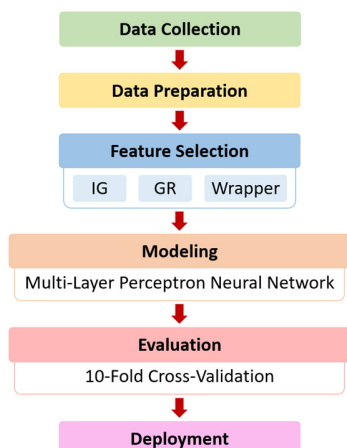 Data Collection
Data Preparation
Feature Selection
IG GR Wrapper
Modeling
Multi-Layer Perceptron Neural Network
Evaluation
10-Fold Cross-Validation
Deployment